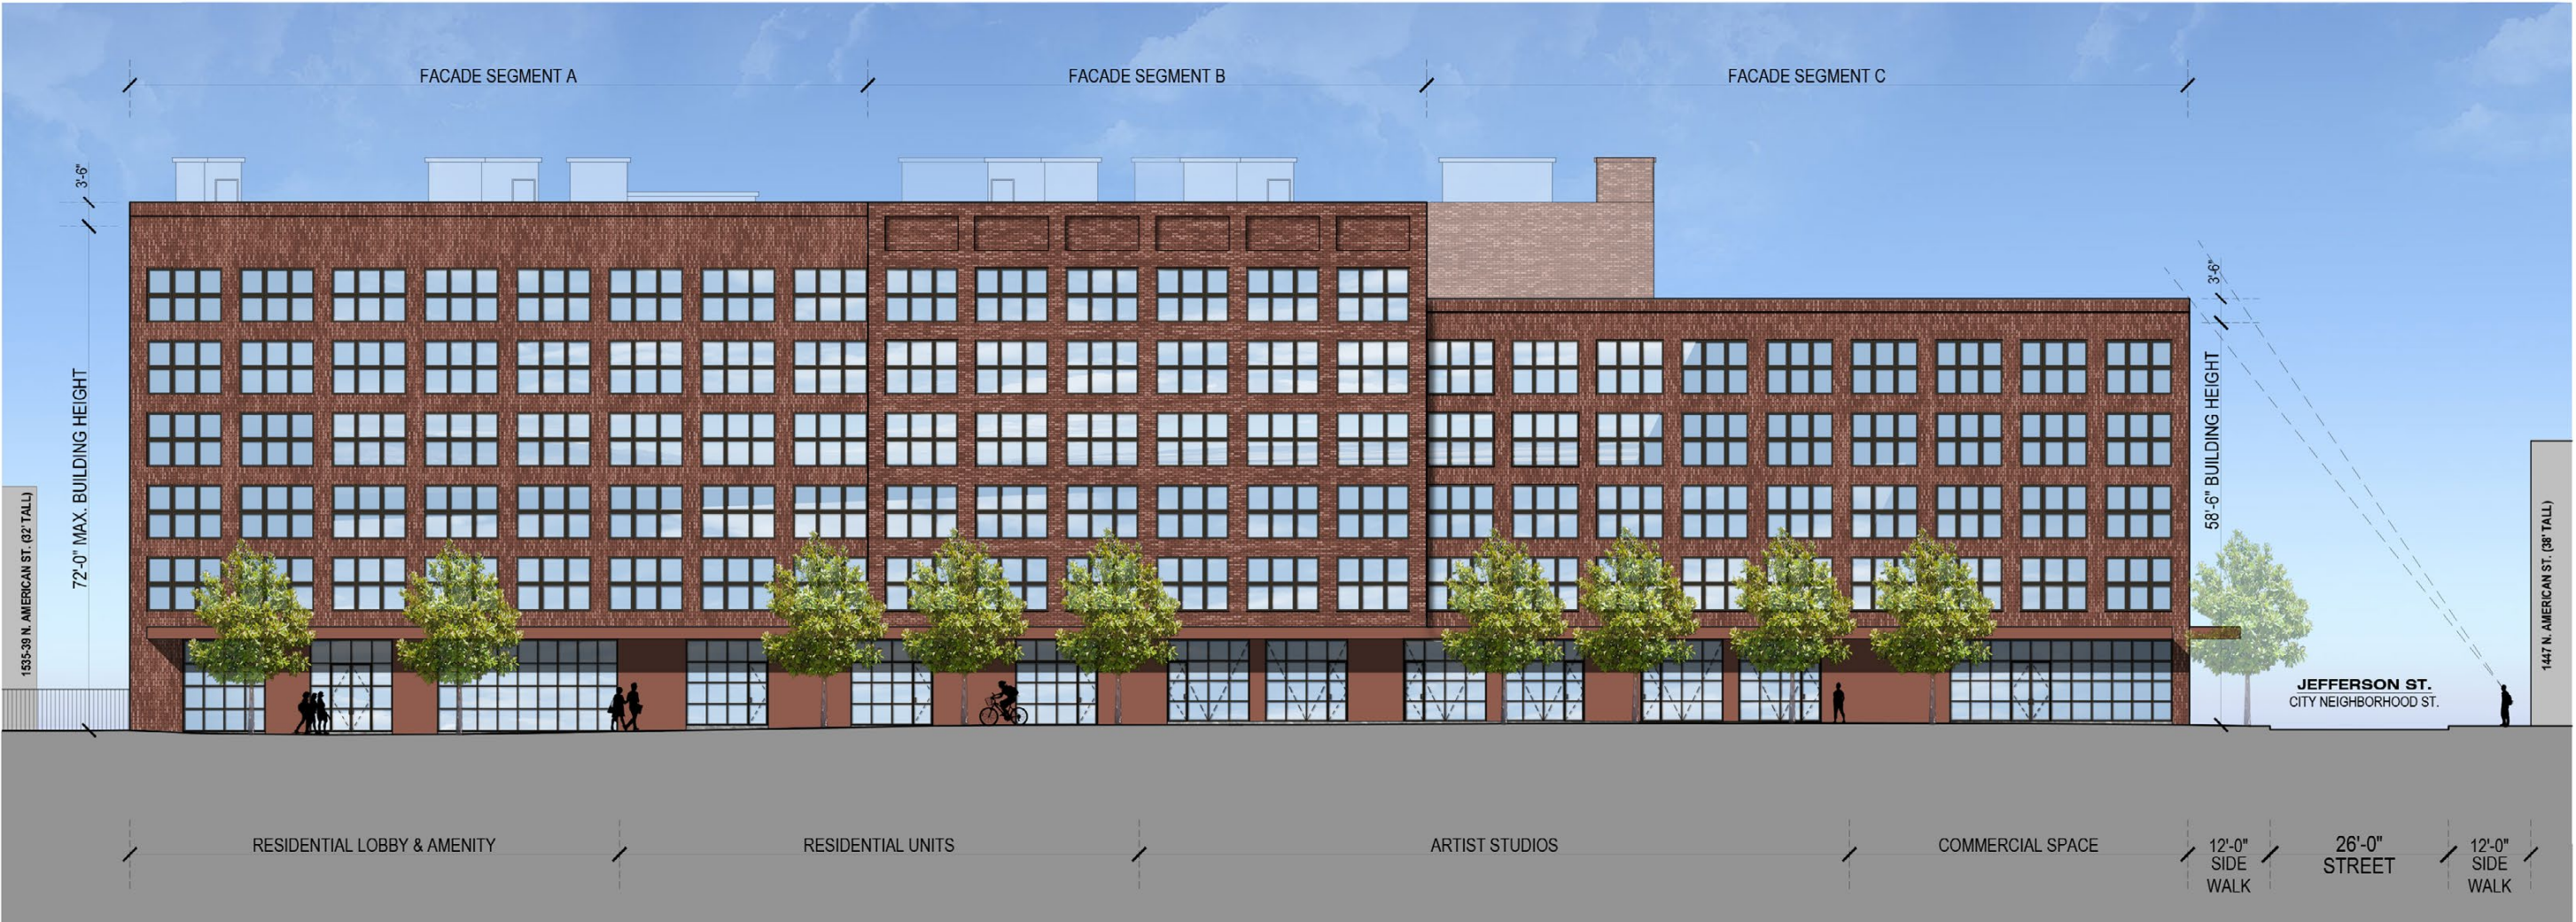 FACADE SEGMENT A
FACADE SEGMENT B
FACADE SEGMENT C
3'-6"
72'-0" MAX. BUILDING HEIGHT
1535-39 N. AMERICAN ST. (32' TALL)
3'-6"
58'-6" BUILDING HEIGHT
1447 N. AMERICAN ST. (38' TALL)
JEFFERSON ST.
CITY NEIGHBORHOOD ST.
RESIDENTIAL LOBBY & AMENITY
RESIDENTIAL UNITS
ARTIST STUDIOS
COMMERCIAL SPACE
12'-0"
SIDE
WALK
26'-0"
STREET
12'-0"
SIDE
WALK